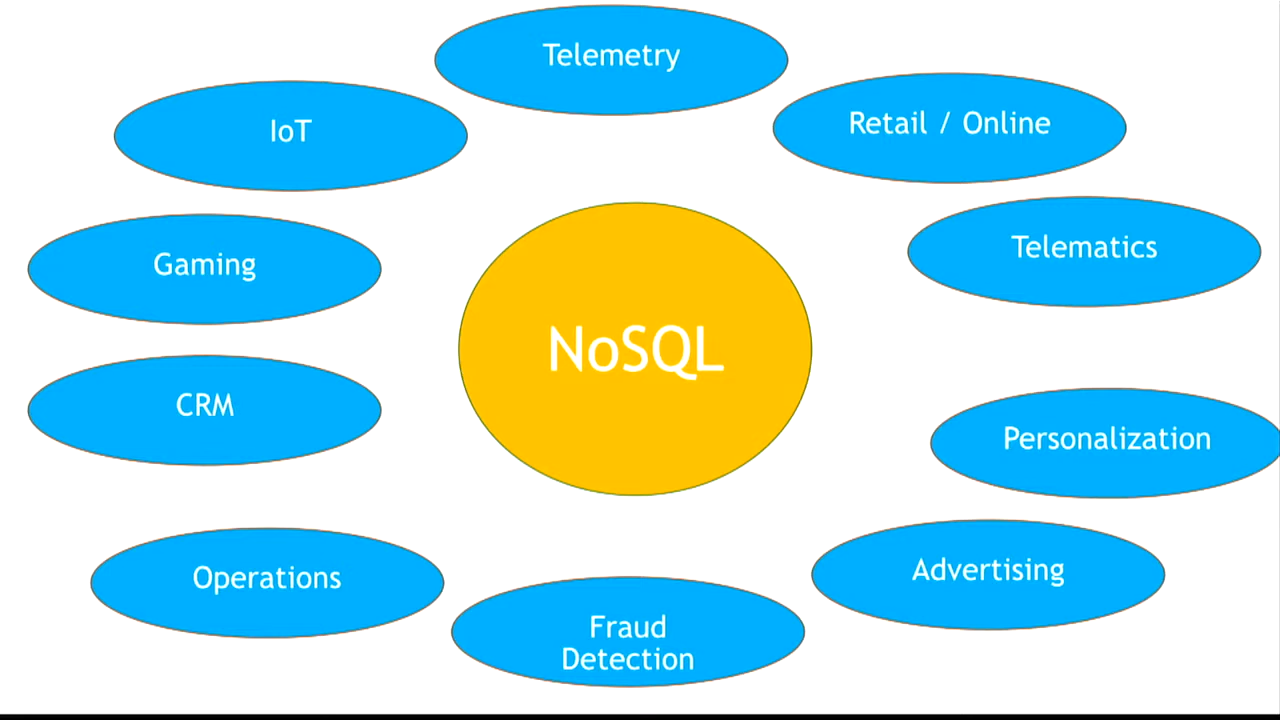 Telemetry
IoT
Retail / Online
Gaming
Telematics
NoSQL
CRM
Personalization
Operations
Advertising
Fraud
Detection